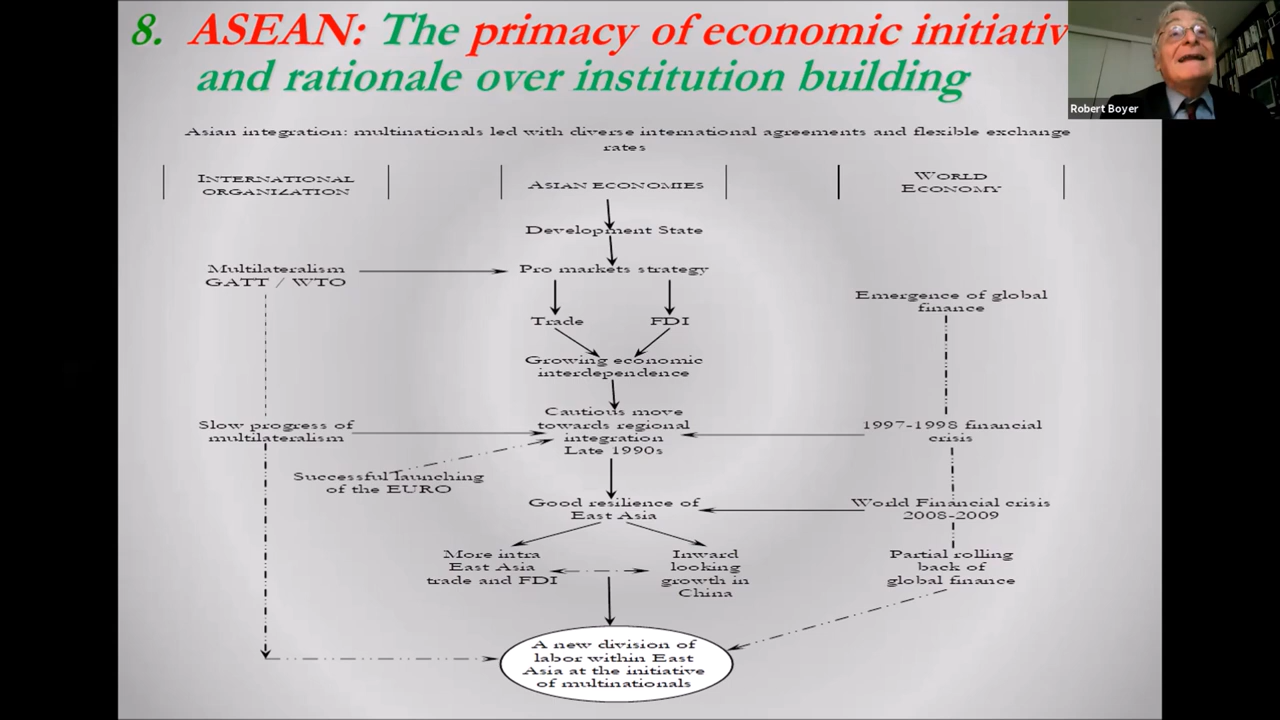 8. ASEAN: The primacy of economic initiativ
and rationale over institution building
Robert Boyer
Asian integration: multinationals led with diverse international agreements and flexible exchange
rates
INTERNATIONAL
ORGANIZATION
ASIAN ECONOMIES
WORLD
ECONOMY
Development State
Multilateralism
GATT / WTO
Pro markets strategy
Emergence of global
finance
Trade
FDI
Growing economic
interdependence
Slow progress of
multilateralism
Cautious move
towards regional
integration
Late 1990s
1997-1998 financial
crisis
Successful launching
of the EURO
Good resilience of
East Asia
World Financial crisis
2008-2009
More intra
East Asia
trade and FDI
Inward
looking
growth in
China
Partial rolling
back of
global finance
A new division of
labor within East
Asia at the initiative
of multinationals